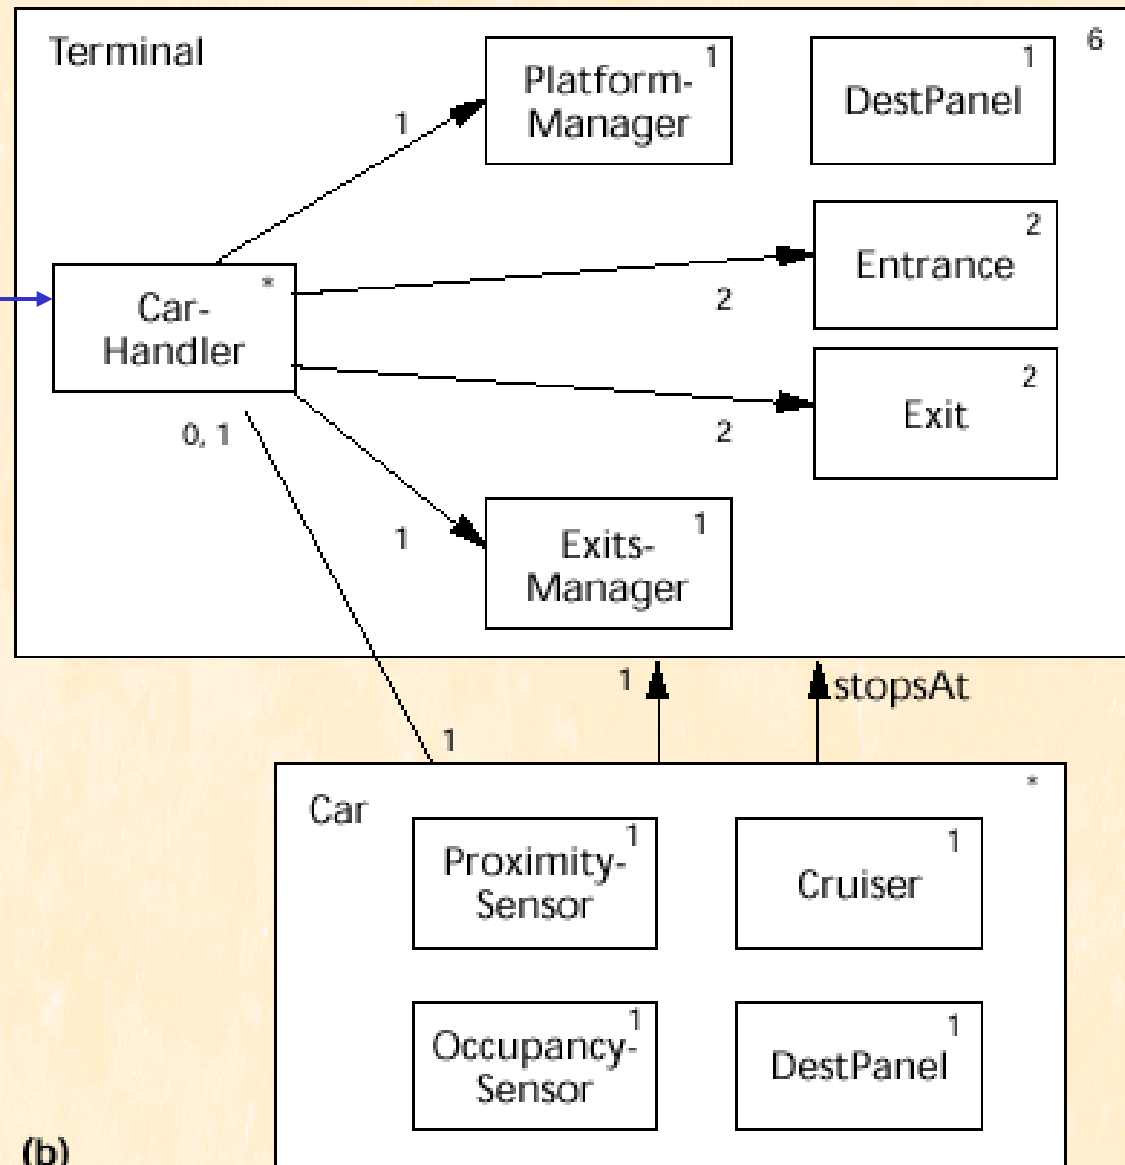 Terminal
6
Platform-
Manager
1
DestPanel
1
1
Entrance
2
2
Car-
Handler
*
Exit
2
2
0, 1
Exits-
Manager
1
1
1
stopsAt
1
Car
*
Proximity-
Sensor
1
Cruiser
1
Occupancy-
Sensor
1
DestPanel
1
(b)